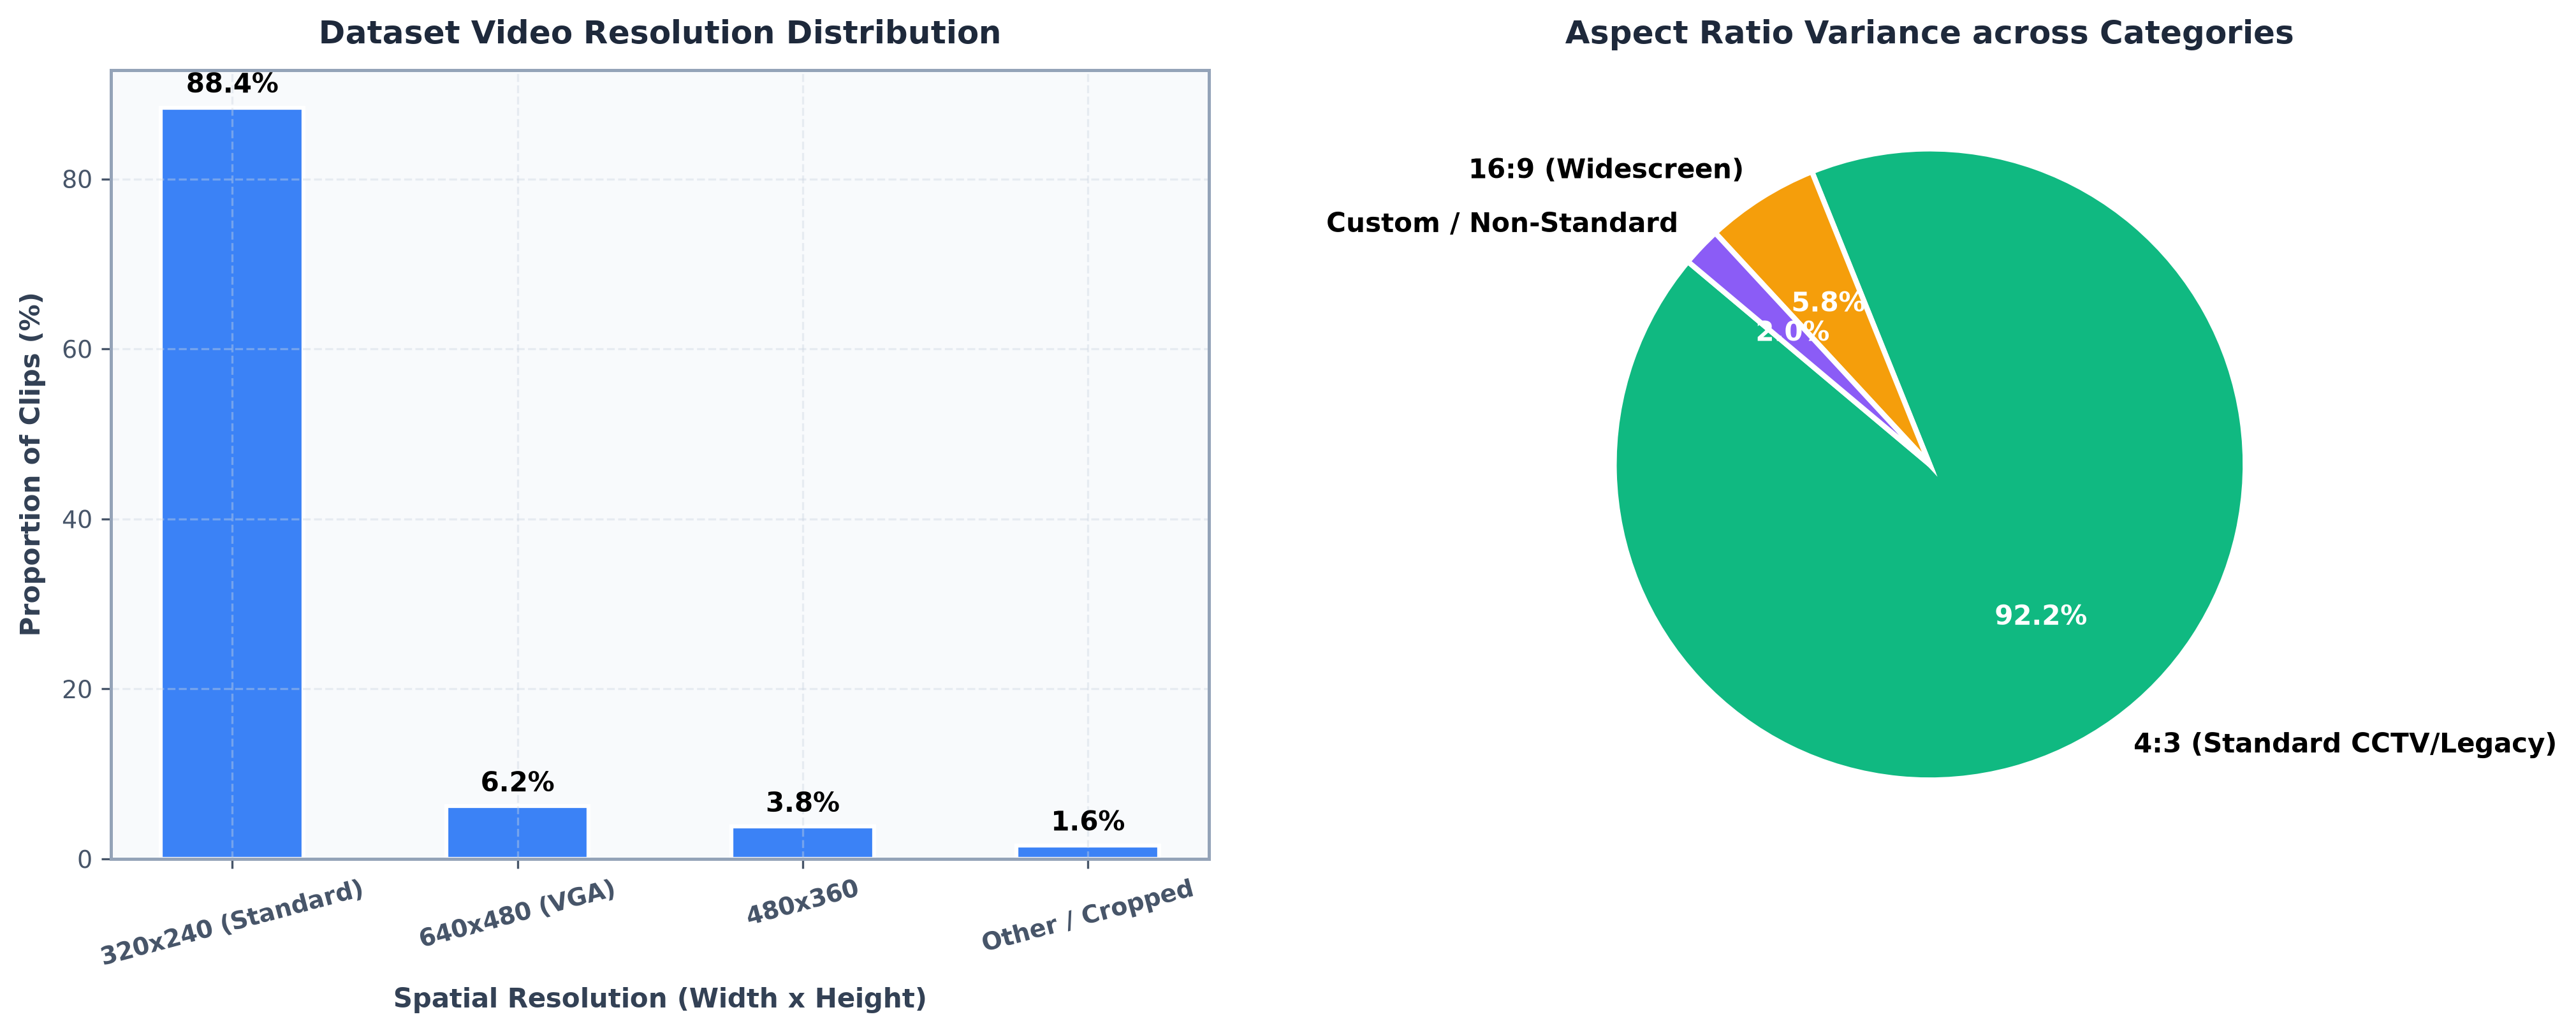 Dataset Video Resolution Distribution
Proportion of Clips (%)
80
60
40
20
0
88.4%
6.2%
3.8%
1.6%
320x240 (Standard)
640x480 (VGA)
480x360
Other / Cropped
Spatial Resolution (Width x Height)
Aspect Ratio Variance across Categories
16:9 (Widescreen)
Custom / Non-Standard
5.8%
2.0%
92.2%
4:3 (Standard CCTV/Legacy)